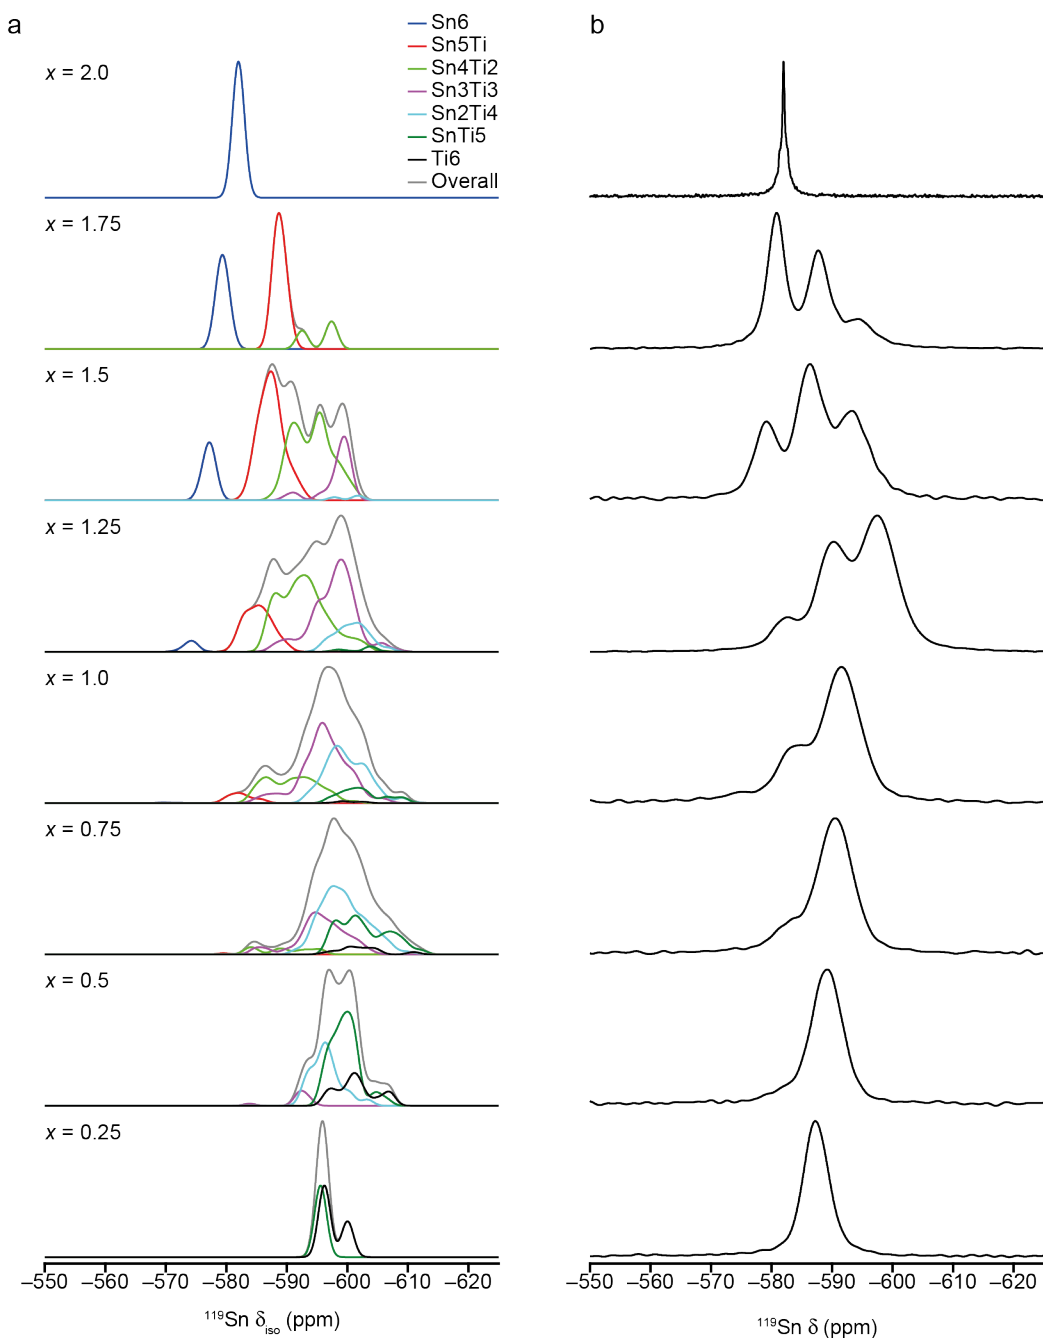 a
b
Sn6
Sn5Ti
Sn4Ti2
Sn3Ti3
Sn2Ti4
SnTi5
Ti6
Overall
x = 2.0
x = 1.75
x = 1.5
x = 1.25
x = 1.0
x = 0.75
x = 0.5
x = 0.25
–550 –560 –570 –580 –590 –600 –610 –620
–550 –560 –570 –580 –590 –600 –610 –620
¹¹⁹Sn δiso (ppm)
¹¹⁹Sn δ (ppm)